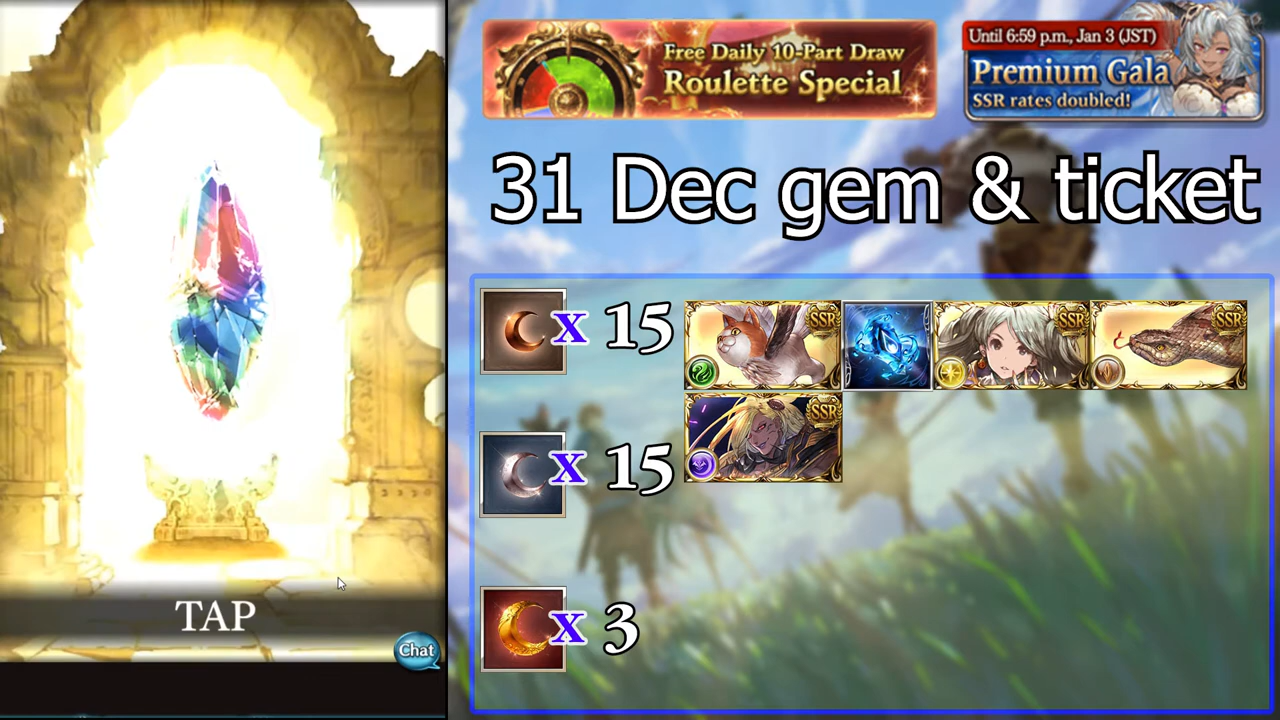 Free Daily 10-Part Draw
Roulette Special
Until 6:59 p.m., Jan 3 (JST)
Premium Gala
SSR rates doubled!
31 Dec gem & ticket
x 15
SSR
SSR
SSR
SSR
x 15
x 3
TAP
Chat